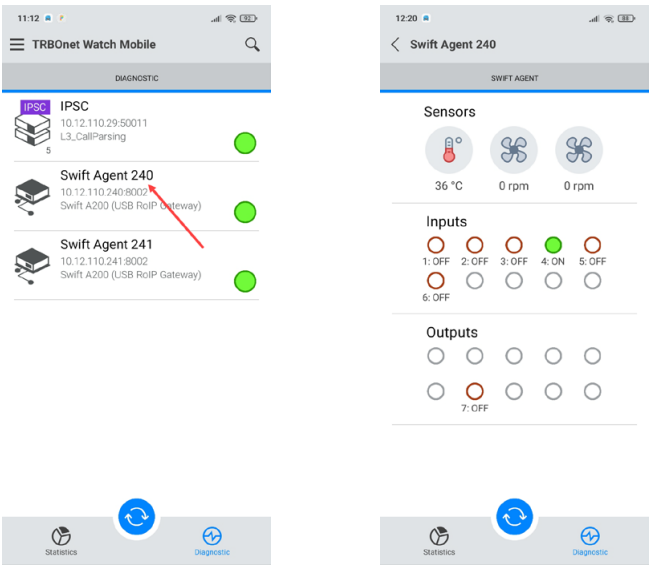 11:12
92
TRBOnet Watch Mobile
DIAGNOSTIC
IPSC
IPSC
10.12.110.29:50011
L3_CallParsing
5
Swift Agent 240
10.12.110.240:8002
Swift A200 (USB RoIP Gateway)
Swift Agent 241
10.12.110.241:8002
Swift A200 (USB RoIP Gateway)
Statistics
Diagnostic
12:20
88
Swift Agent 240
SWIFT AGENT
Sensors
36 °C
0 rpm
0 rpm
Inputs
1: OFF 2: OFF 3: OFF 4: ON 5: OFF
6: OFF
Outputs
7: OFF
Statistics
Diagnostic